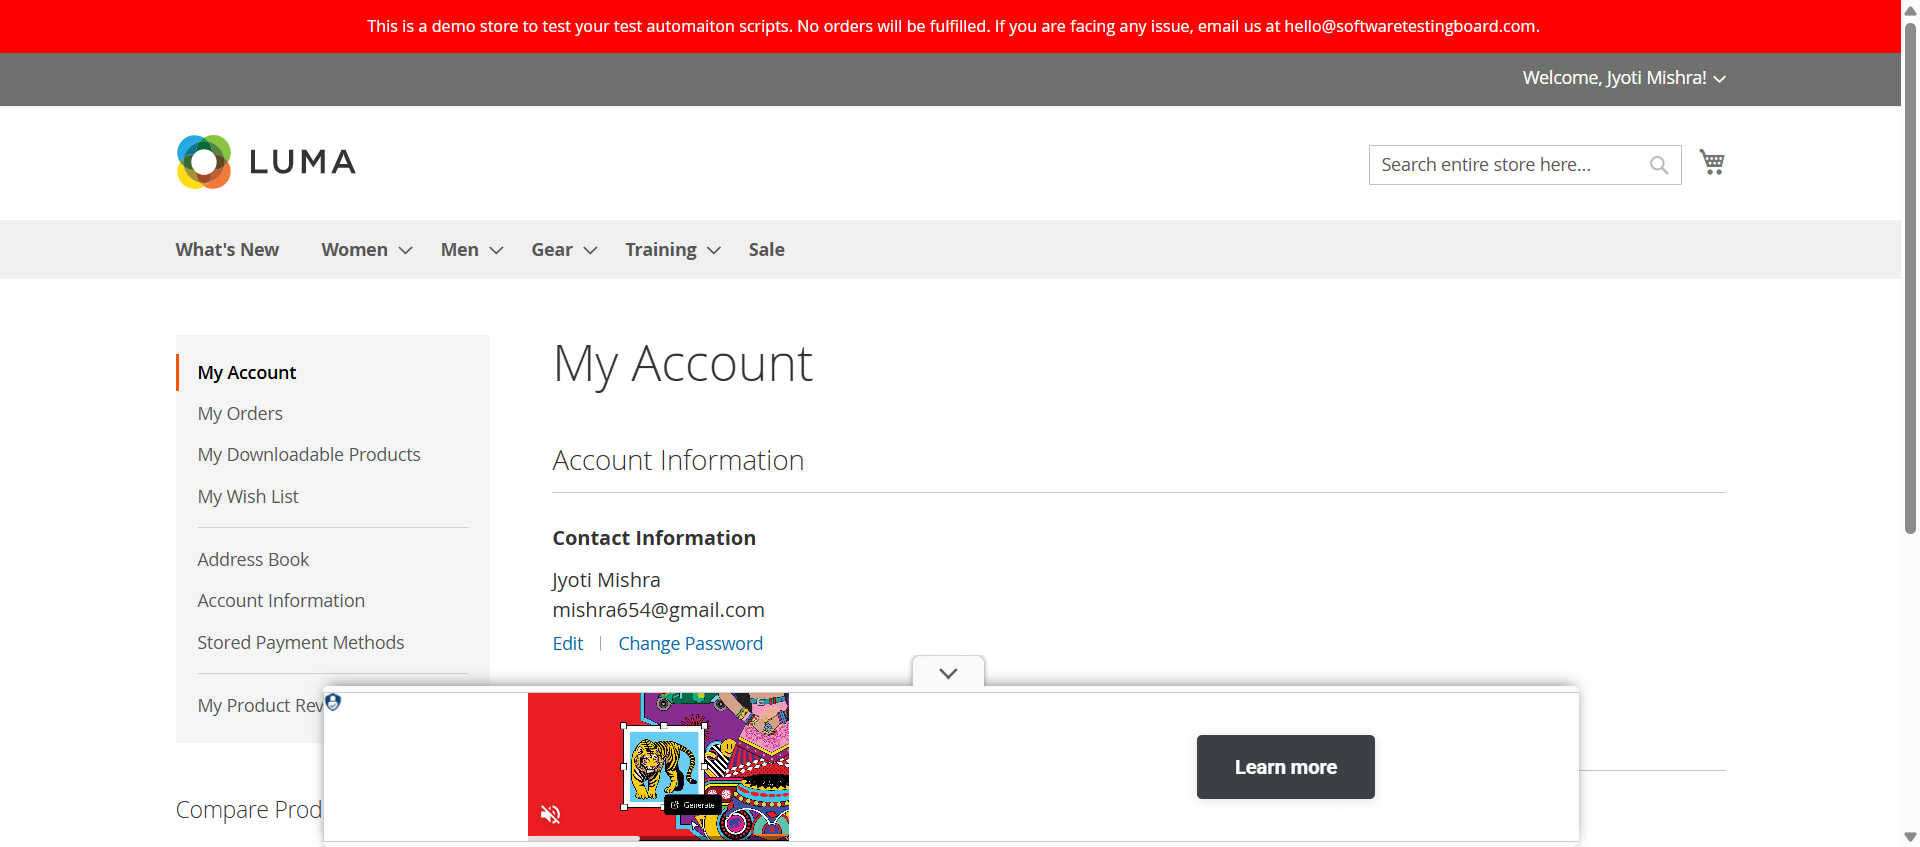 This is a demo store to test your test automaiton scripts. No orders will be fulfilled. If you are facing any issue, email us at hello@softwaretestingboard.com.
Welcome, Jyoti Mishra!
LUMA
Search entire store here...
What's New Women Men Gear Training Sale
My Account
My Orders
My Downloadable Products
My Wish List
Address Book
Account Information
Stored Payment Methods
My Product Rev
Compare Prod
My Account
Account Information
Contact Information
Jyoti Mishra
mishra654@gmail.com
Edit | Change Password
Generate
Learn more